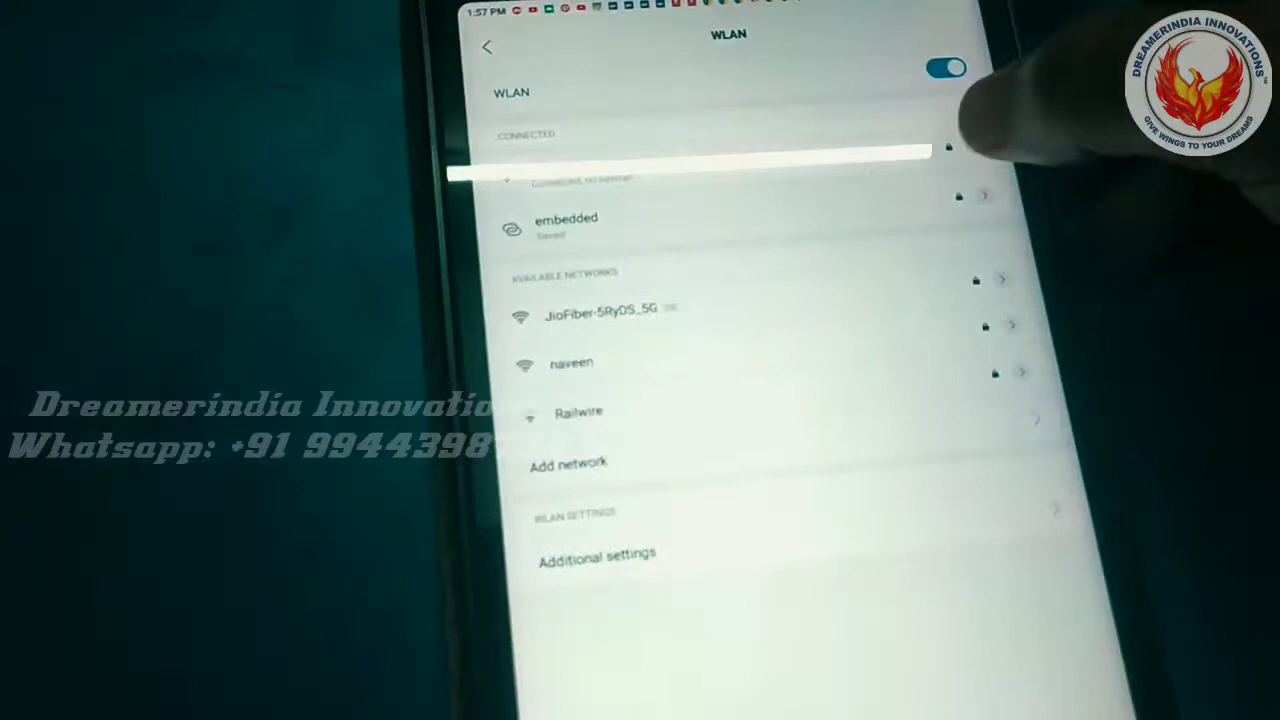 1:57 PM
WLAN
WLAN
CONNECTED
embedded
Saved
AVAILABLE NETWORKS
JioFiber-5RyDS_5G
naveen
Railwire
Add network
WLAN SETTINGS
Additional settings
DREAMERINDIA INNOVATIONS™
GIVE WINGS TO YOUR DREAMS
Dreamerindia Innovatio
Whatsapp: +91 9944398